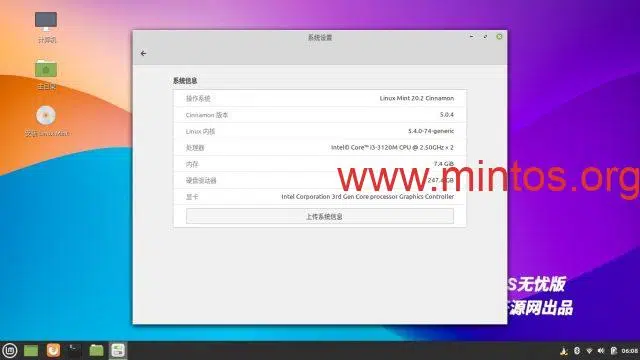 计算机
主目录
安装 Linux Mint
系统设置
系统信息
操作系统 Linux Mint 20.2 Cinnamon
Cinnamon 版本 5.0.4
Linux 内核 5.4.0-74-generic
处理器 Intel© Core™ i3-3120M CPU @ 2.50GHz × 2
内存 7.4 GiB
硬盘驱动器 247.4 GB
显卡 Intel Corporation 3rd Gen Core processor Graphics Controller
上传系统信息
www.mintos.org
S无忧版
源网出品
06:08